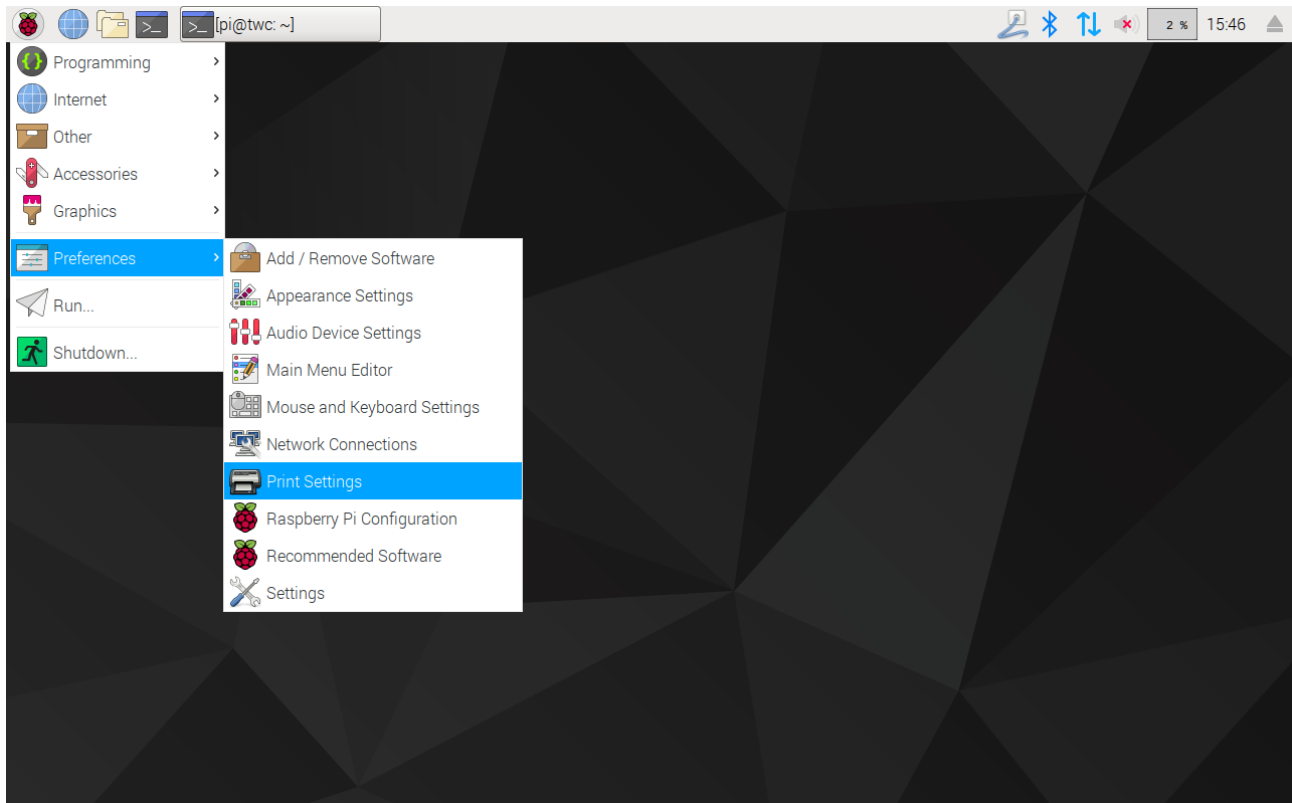 [pi@twc: ~]
2 %
15:46
Programming
Internet
Other
Accessories
Graphics
Preferences
Run...
Shutdown...
Add / Remove Software
Appearance Settings
Audio Device Settings
Main Menu Editor
Mouse and Keyboard Settings
Network Connections
Print Settings
Raspberry Pi Configuration
Recommended Software
Settings